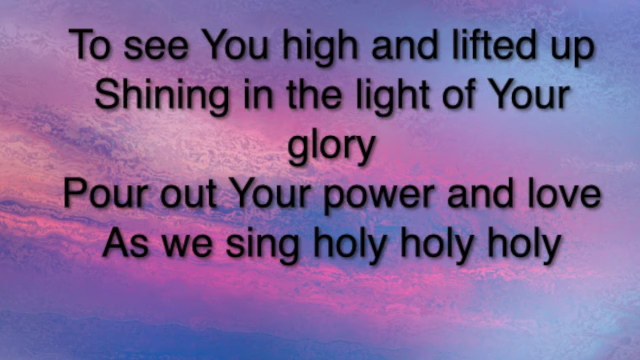 To see You high and lifted up
Shining in the light of Your
glory
Pour out Your power and love
As we sing holy holy holy